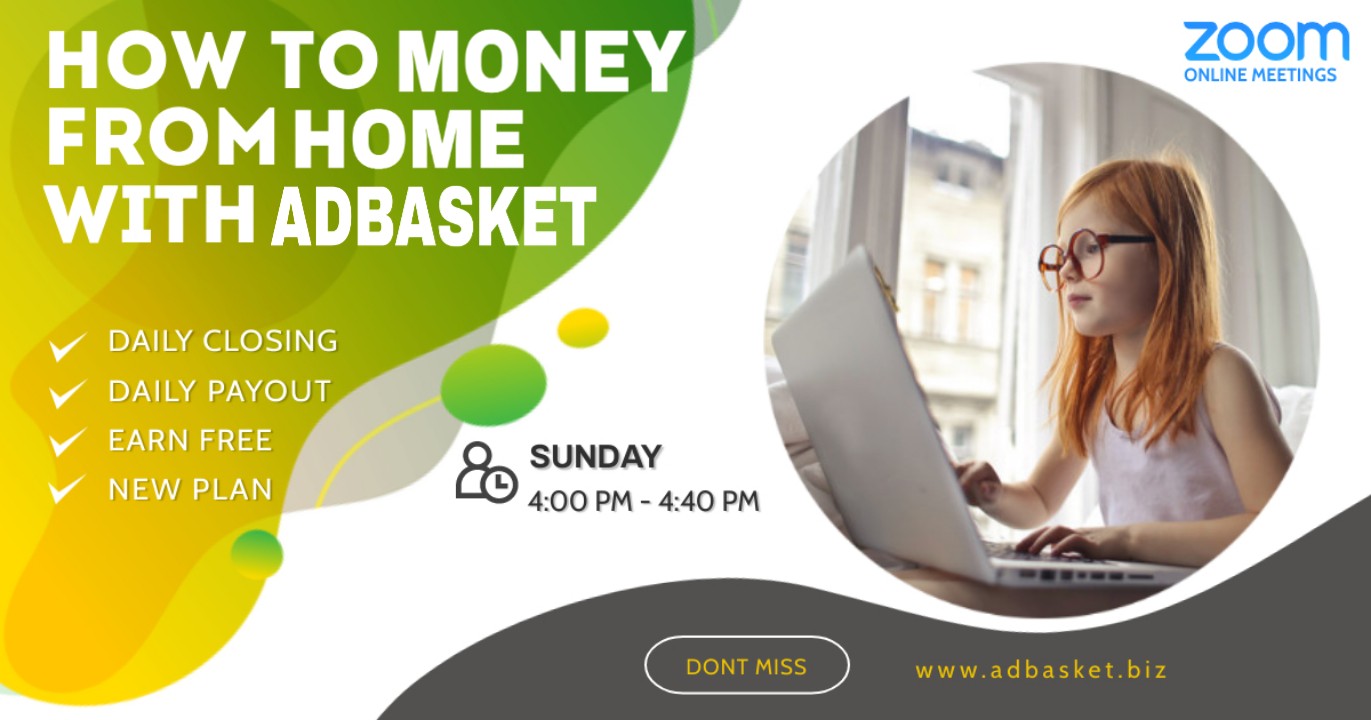 HOW TO MONEY
FROM HOME
WITH ADBASKET
zoom
ONLINE MEETINGS
DAILY CLOSING
DAILY PAYOUT
EARN FREE
NEW PLAN
SUNDAY
4:00 PM - 4:40 PM
DONT MISS
www.adbasket.biz